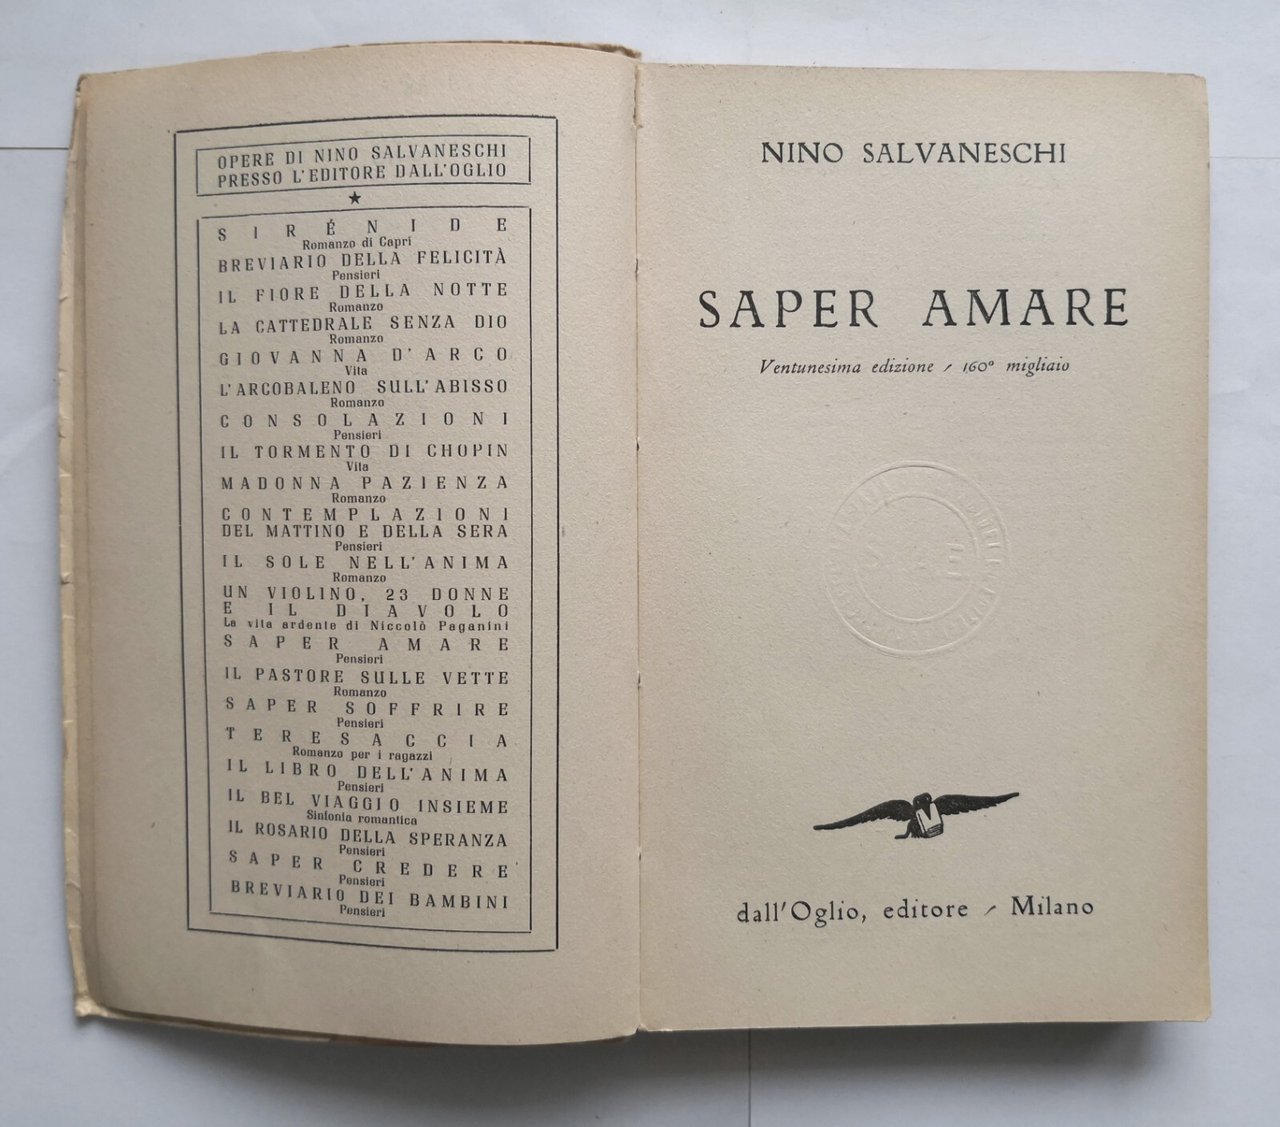 OPERE DI NINO SALVANESCHI
PRESSO L'EDITORE DALL'OGLIO
SIRÉNIDE
Romanzo di Capri
BREVIARIO DELLA FELICITÀ
Pensieri
IL FIORE DELLA NOTTE
Romanzo
LA CATTEDRALE SENZA DIO
Romanzo
GIOVANNA D'ARCO
Vita
L'ARCOBALENO SULL'ABISSO
Romanzo
CONSOLAZIONI
Pensieri
IL TORMENTO DI CHOPIN
Vita
MADONNA PAZIENZA
Romanzo
CONTEMPLAZIONI
DEL MATTINO E DELLA SERA
Pensieri
IL SOLE NELL'ANIMA
Romanzo
UN VIOLINO, 23 DONNE
E IL DIAVOLO
La vita ardente di Niccolò Paganini
SAPER AMARE
Pensieri
IL PASTORE SULLE VETTE
Romanzo
SAPER SOFFRIRE
Pensieri
TERESACCIA
Romanzo per i ragazzi
IL LIBRO DELL'ANIMA
Pensieri
IL BEL VIAGGIO INSIEME
Sinfonia romantica
IL ROSARIO DELLA SPERANZA
Pensieri
SAPER CREDERE
Pensieri
BREVIARIO DEI BAMBINI
Pensieri
NINO SALVANESCHI
SAPER AMARE
Ventunesima edizione / 160° migliaio
dall'Oglio, editore / Milano